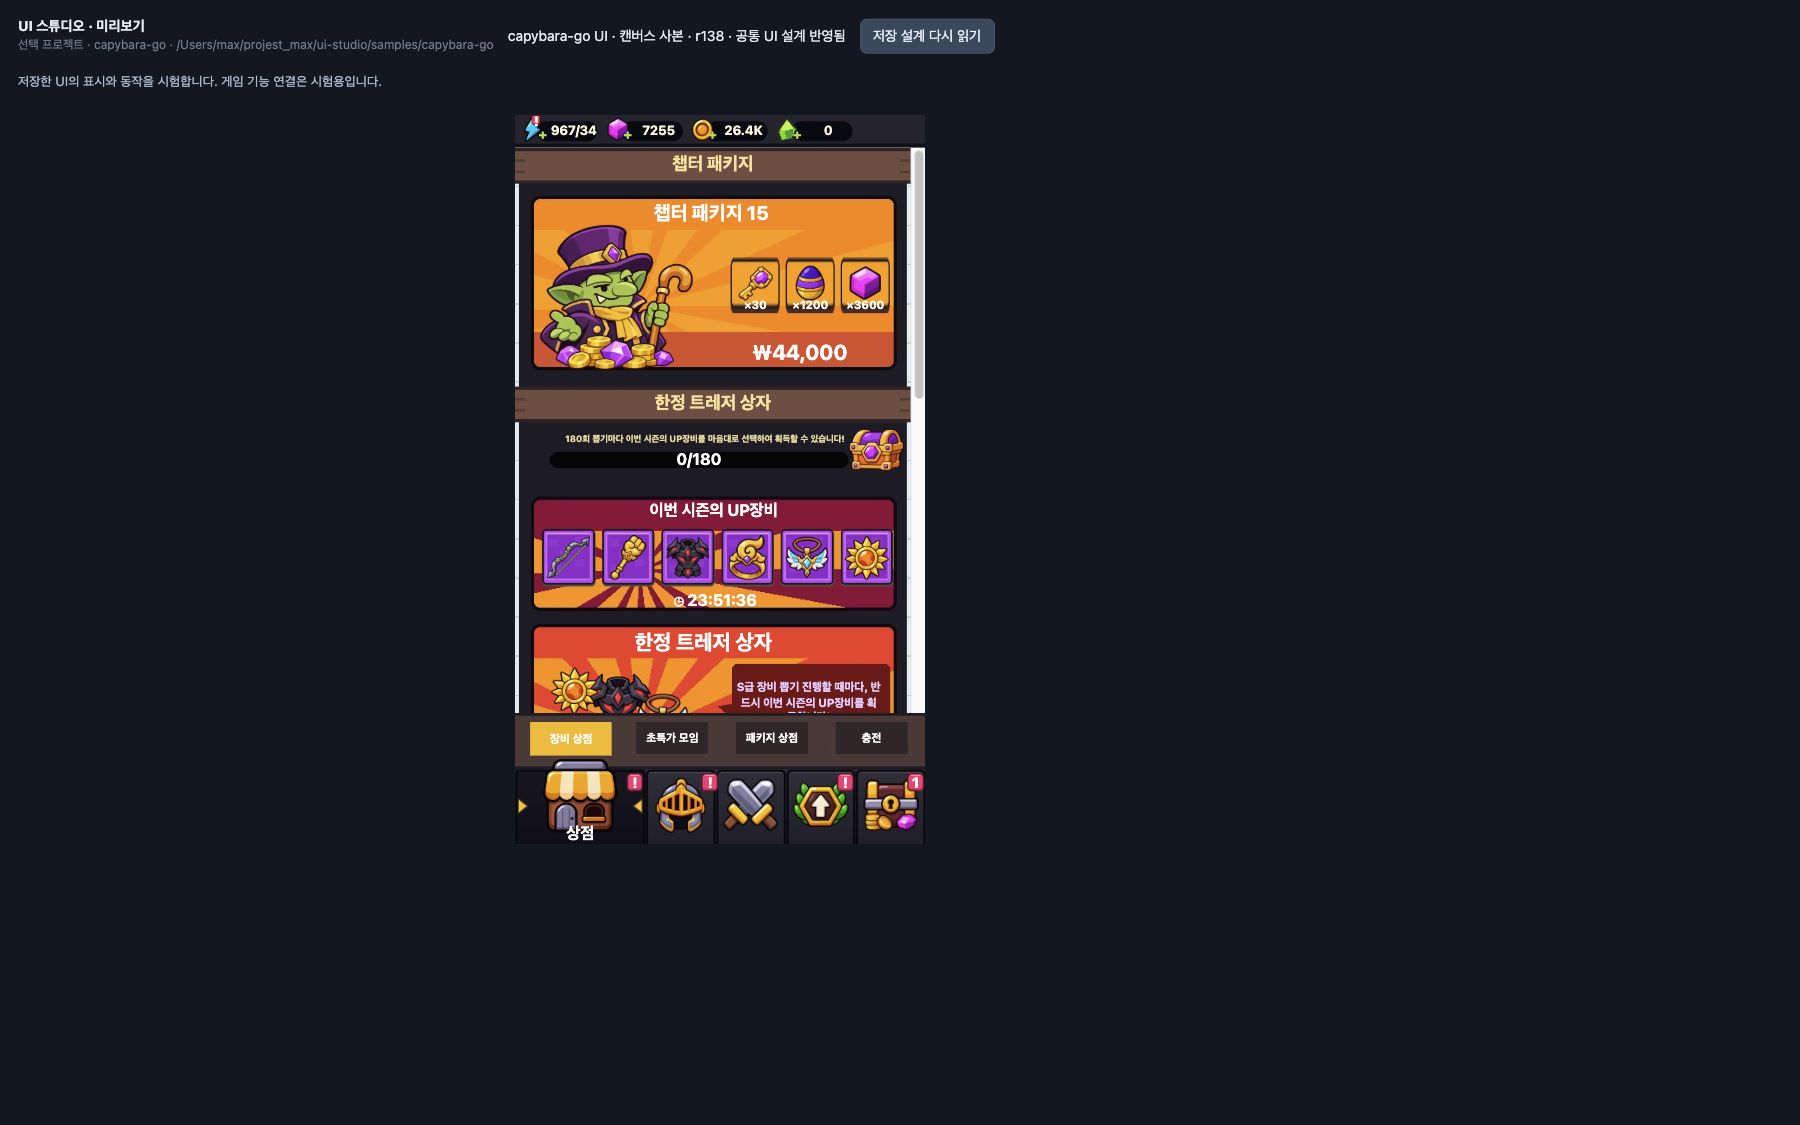 UI 스튜디오 · 미리보기
선택 프로젝트 · capybara-go · /Users/max/projest_max/ui-studio/samples/capybara-go
capybara-go UI · 캔버스 사본 · r138 · 공통 UI 설계 반영됨
저장 설계 다시 읽기
저장한 UI의 표시와 동작을 시험합니다. 게임 기능 연결은 시험용입니다.
967/34
7255
26.4K
0
챕터 패키지
챕터 패키지 15
×30
×1200
×3600
₩44,000
한정 트레저 상자
180회 뽑기마다 이번 시즌의 UP장비를 마음대로 선택하여 획득할 수 있습니다!
0/180
이번 시즌의 UP장비
23:51:36
한정 트레저 상자
S급 장비 뽑기 진행할 때마다, 반
드시 이번 시즌의 UP장비를 획
장비 상점
초특가 모임
패키지 상점
충전
!
!
!
1
상점